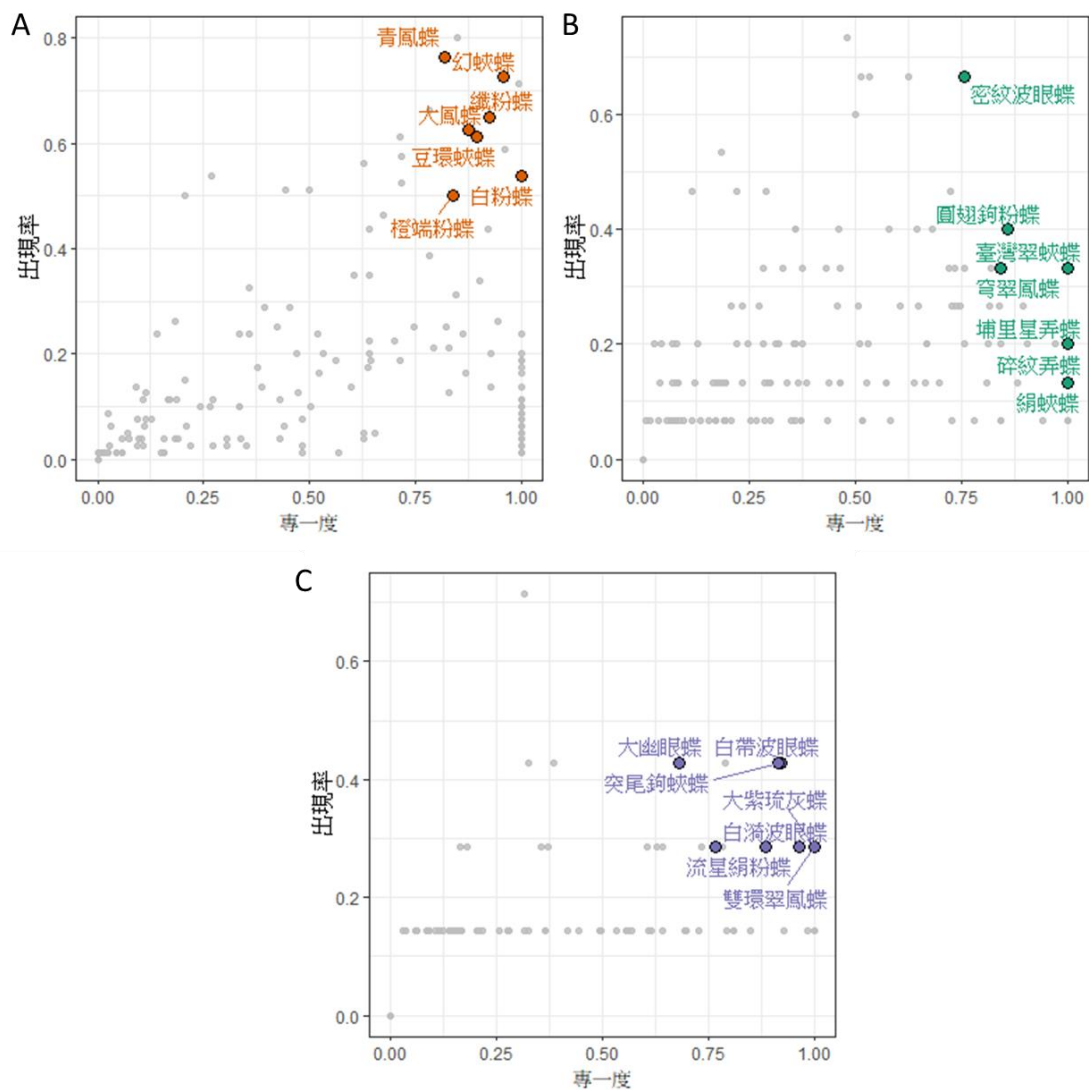 A
出現率
0.8
0.6
0.4
0.2
0.0
青鳳蝶
幻蛺蝶
纖粉蝶
大鳳蝶
豆環蛺蝶
白粉蝶
橙端粉蝶
0.00 0.25 0.50 0.75 1.00
專一度
B
出現率
0.6
0.4
0.2
0.0
密紋波眼蝶
圓翅鉤粉蝶
臺灣翠蛺蝶
穹翠鳳蝶
埔里星弄蝶
碎紋弄蝶
絹蛺蝶
0.00 0.25 0.50 0.75 1.00
專一度
C
出現率
0.6
0.4
0.2
0.0
大幽眼蝶 白帶波眼蝶
突尾鉤蛺蝶
大紫琉灰蝶
白漪波眼蝶
流星絹粉蝶
雙環翠鳳蝶
0.00 0.25 0.50 0.75 1.00
專一度